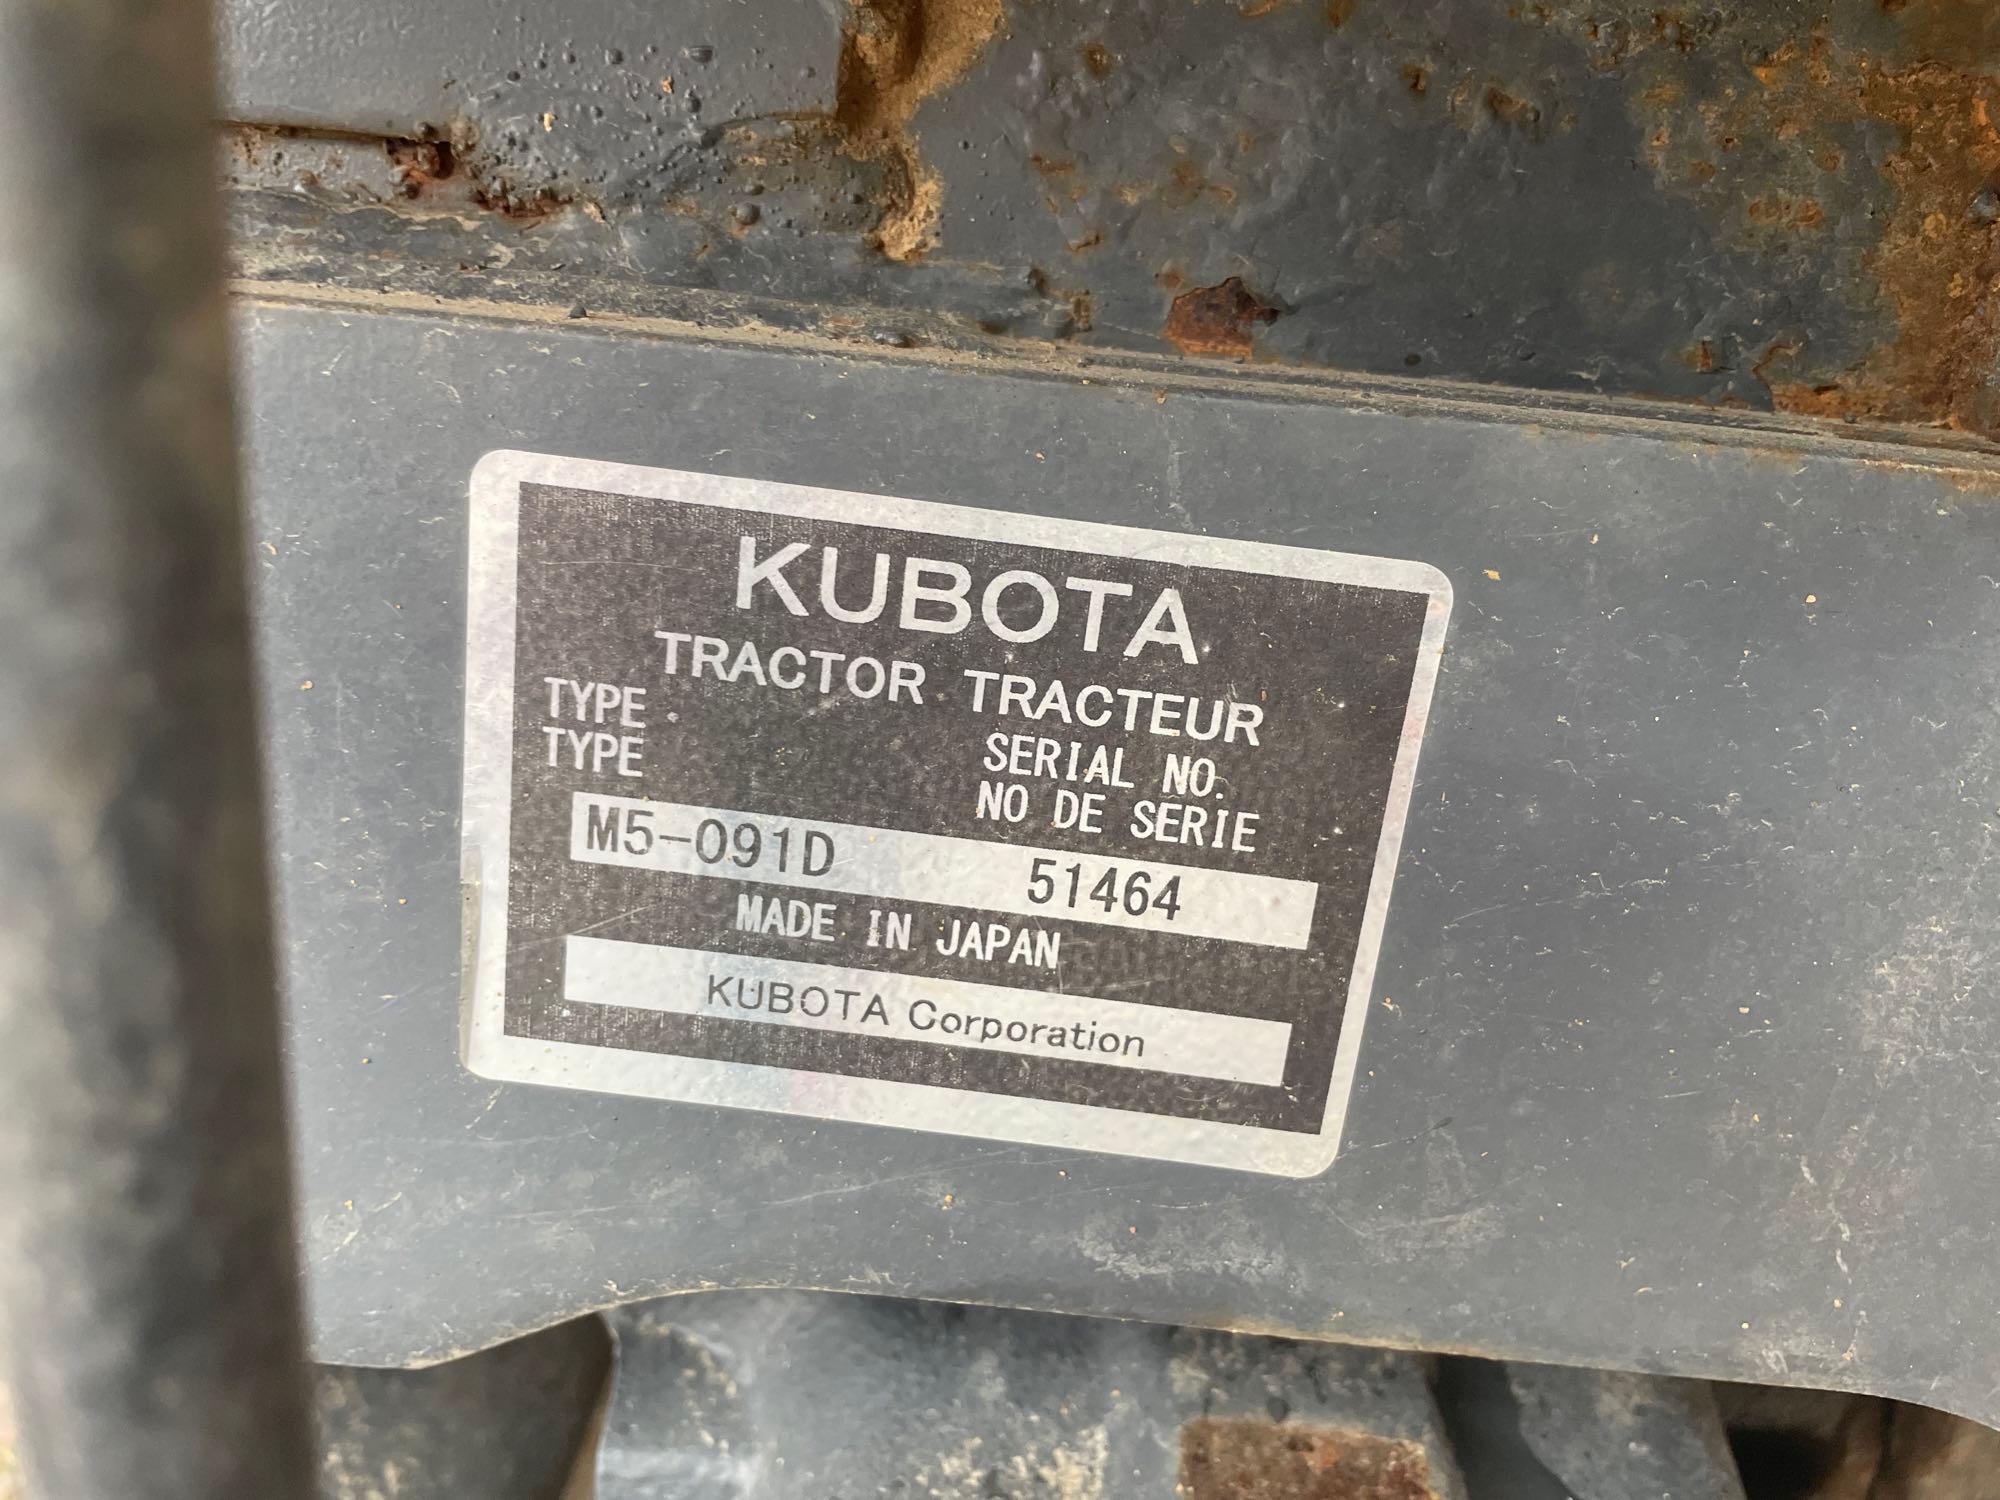 KUBOTA
TRACTOR TRACTEUR
TYPE
TYPE
SERIAL NO.
NO DE SERIE
M5-091D 51464
MADE IN JAPAN
KUBOTA Corporation